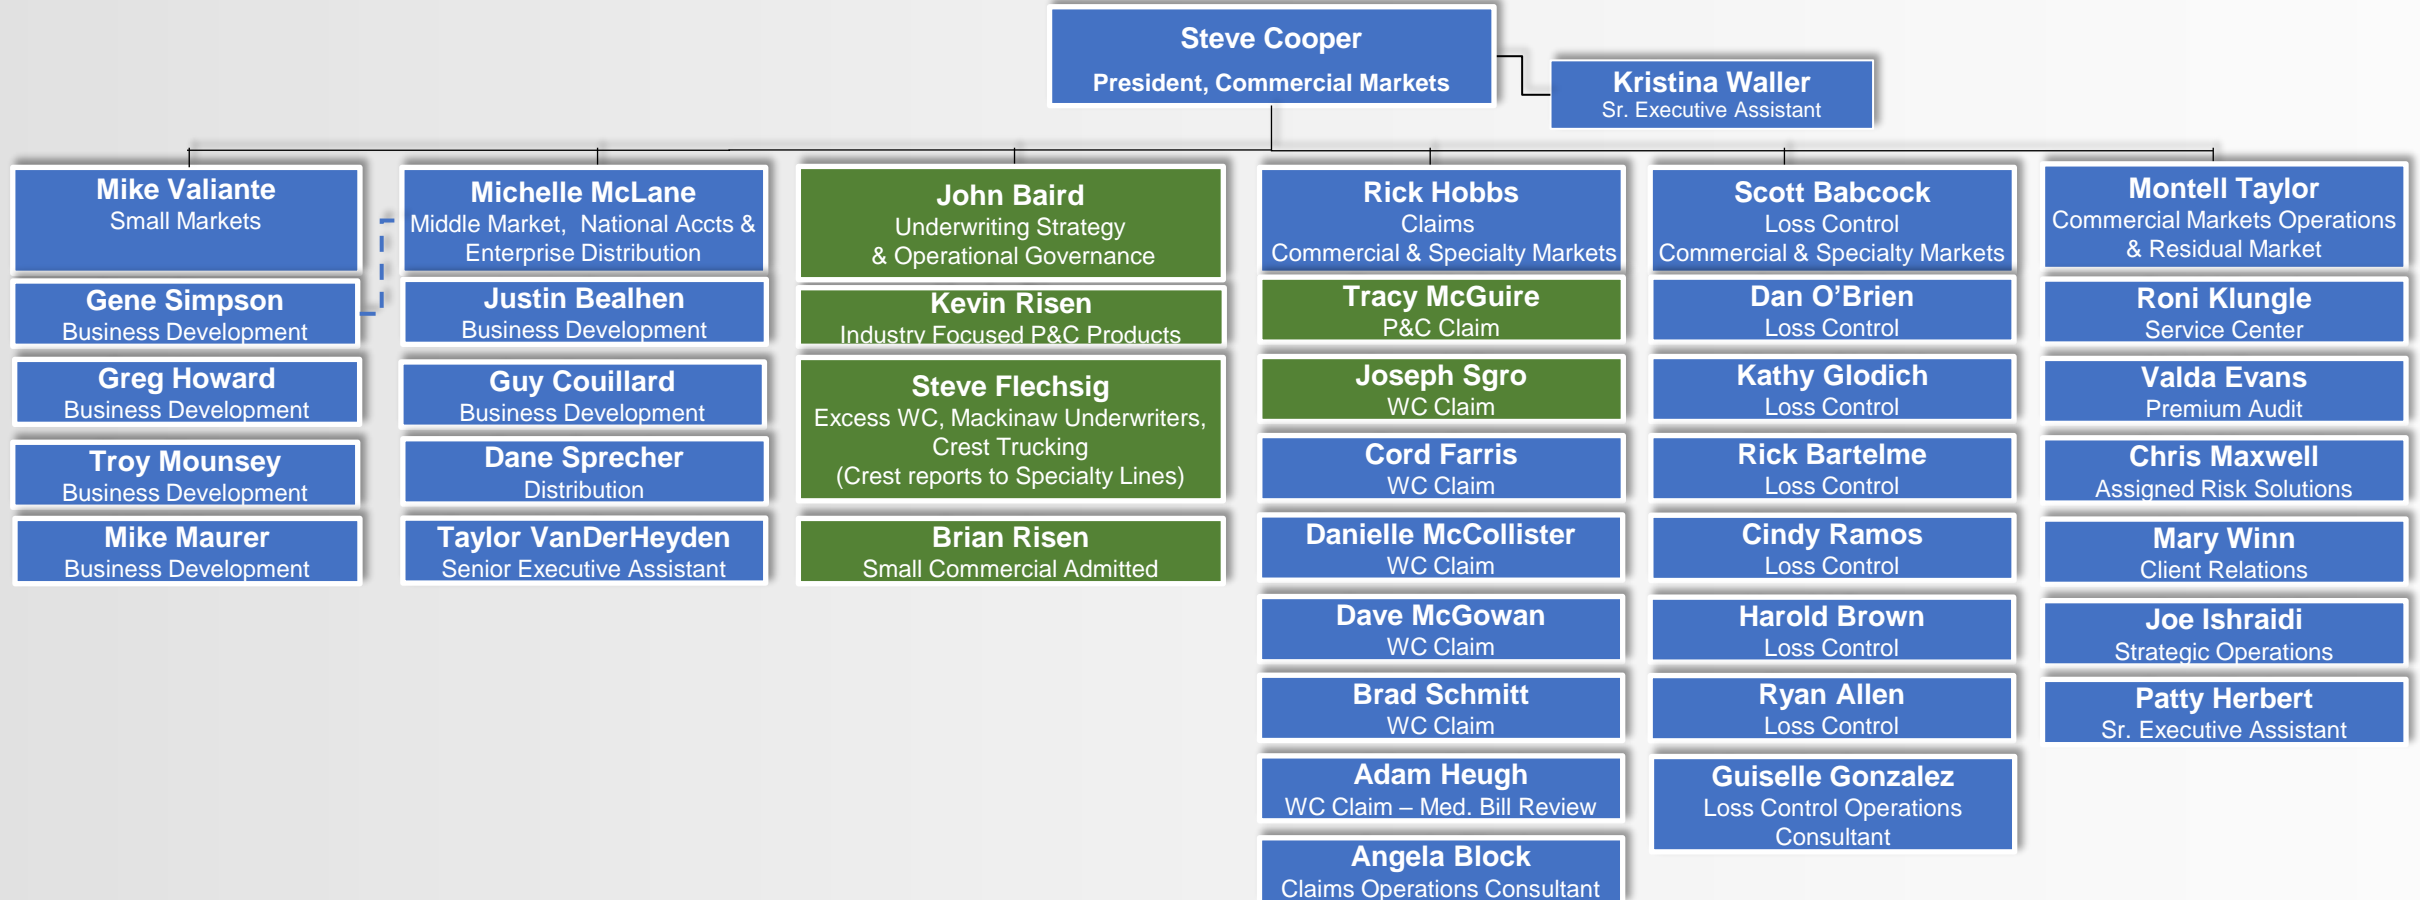 Steve Cooper
President, Commercial Markets
Kristina Waller
Sr. Executive Assistant
Mike Valiante
Small Markets
Gene Simpson
Business Development
Greg Howard
Business Development
Troy Mounsey
Business Development
Mike Maurer
Business Development
Michelle McLane
Middle Market, National Accts &
Enterprise Distribution
Justin Bealhen
Business Development
Guy Couillard
Business Development
Dane Sprecher
Distribution
Taylor VanDerHeyden
Senior Executive Assistant
John Baird
Underwriting Strategy
& Operational Governance
Kevin Risen
Industry Focused P&C Products
Steve Flechsig
Excess WC, Mackinaw Underwriters,
Crest Trucking
(Crest reports to Specialty Lines)
Brian Risen
Small Commercial Admitted
Rick Hobbs
Claims
Commercial & Specialty Markets
Tracy McGuire
P&C Claim
Joseph Sgro
WC Claim
Cord Farris
WC Claim
Danielle McCollister
WC Claim
Dave McGowan
WC Claim
Brad Schmitt
WC Claim
Adam Heugh
WC Claim – Med. Bill Review
Angela Block
Claims Operations Consultant
Scott Babcock
Loss Control
Commercial & Specialty Markets
Dan O’Brien
Loss Control
Kathy Glodich
Loss Control
Rick Bartelme
Loss Control
Cindy Ramos
Loss Control
Harold Brown
Loss Control
Ryan Allen
Loss Control
Guiselle Gonzalez
Loss Control Operations
Consultant
Montell Taylor
Commercial Markets Operations
& Residual Market
Roni Klungle
Service Center
Valda Evans
Premium Audit
Chris Maxwell
Assigned Risk Solutions
Mary Winn
Client Relations
Joe Ishraidi
Strategic Operations
Patty Herbert
Sr. Executive Assistant